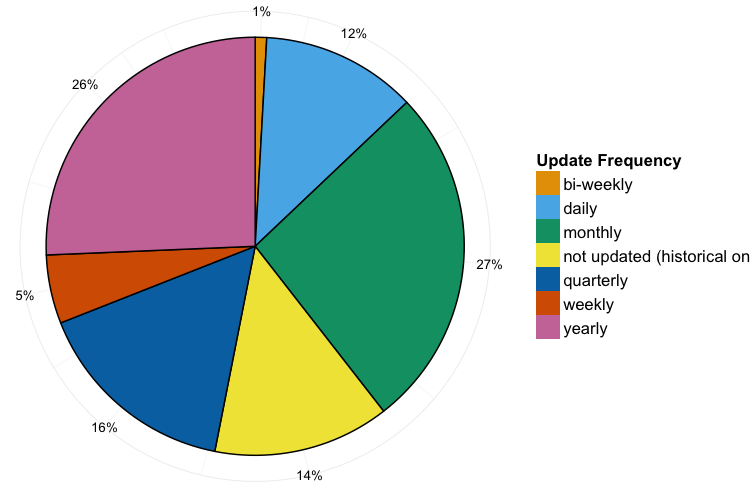 1%
12%
26%
27%
5%
16%
14%
Update Frequency
bi-weekly
daily
monthly
not updated (historical on
quarterly
weekly
yearly